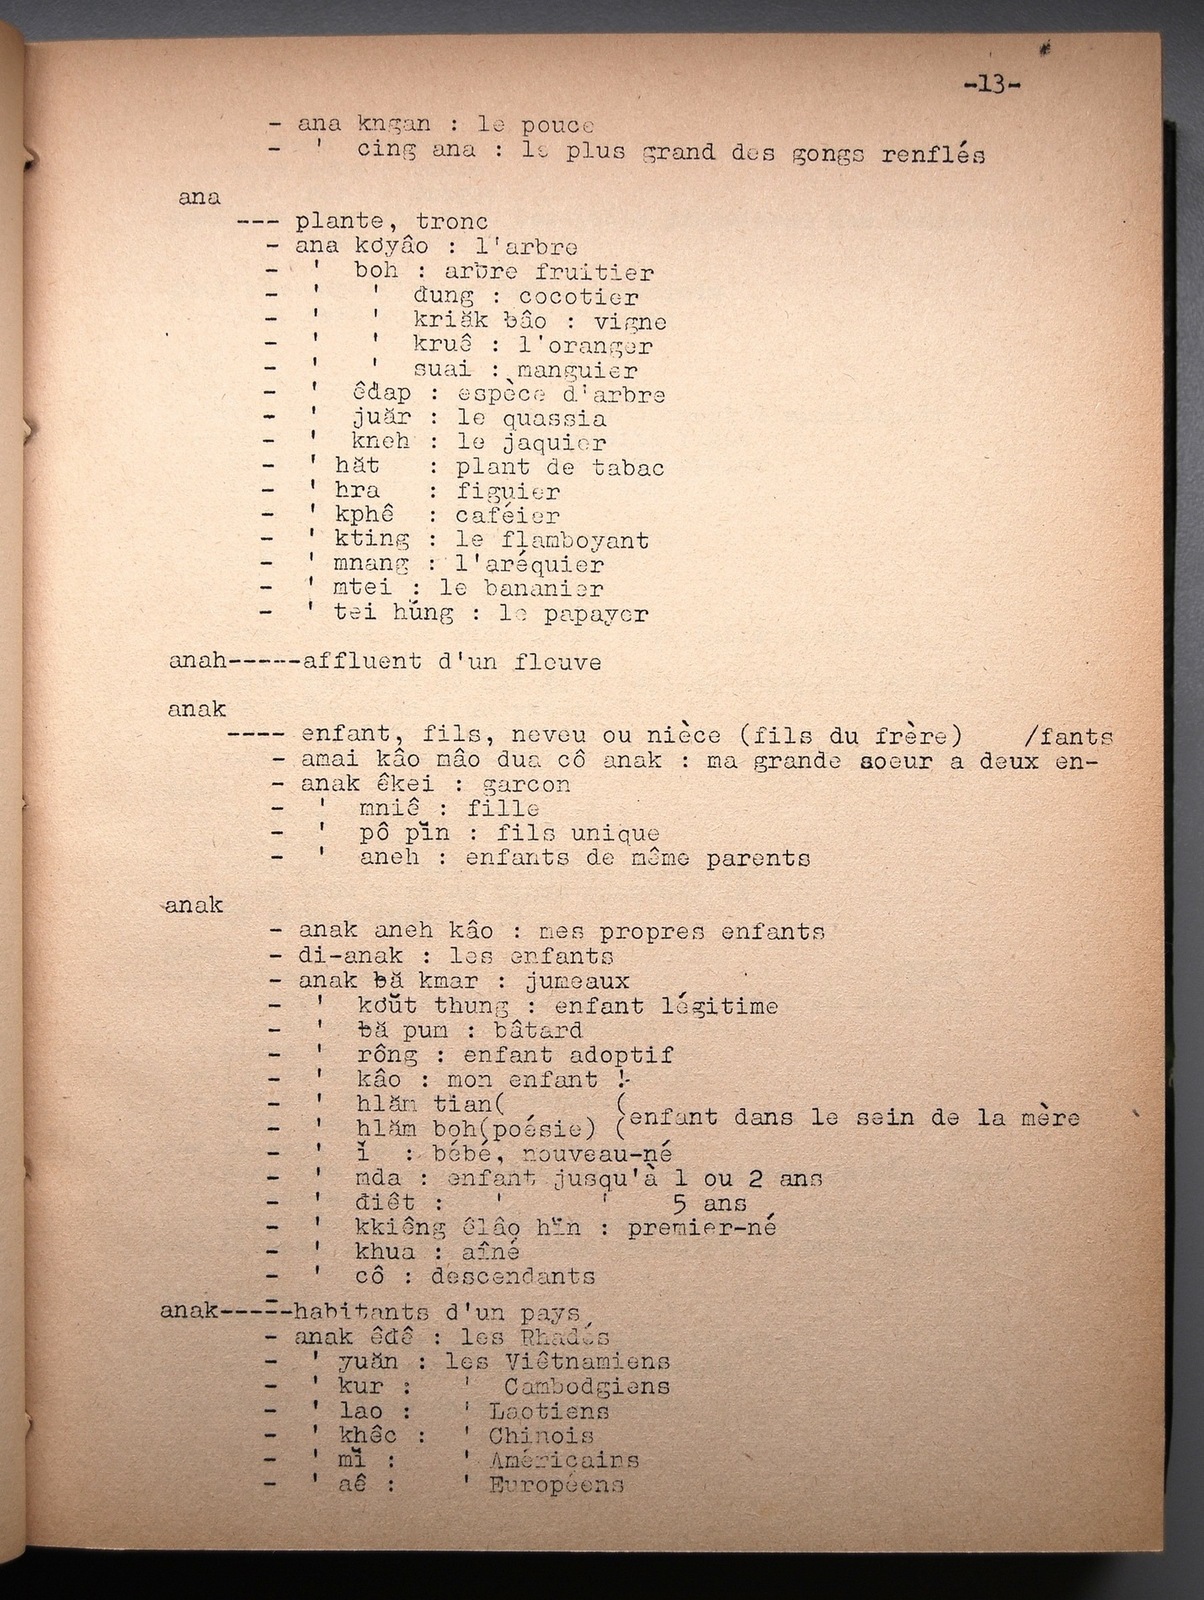 -13-
- ana kngan : le pouce
- ' cing ana : le plus grand des gongs renflés
ana
--- plante, tronc
- ana kơyâo : l'arbre
- ' boh : arbre fruitier
- ' ' đung : cocotier
- ' ' kriăk ƀâo : vigne
- ' ' kruê : l'oranger
- ' ' suai : manguier
- ' êđap : espèce d'arbre
- ' juăr : le quassia
- ' kneh : le jaquier
- ' hăt : plant de tabac
- ' hra : figuier
- ' kphê : caféier
- ' kting : le flamboyant
- ' mnang : l'aréquier
- ' mtei : le bananier
- ' tei hŭng : le papayer
anah------affluent d'un fleuve
anak
---- enfant, fils, neveu ou nièce (fils du frère) /fants
- amai kâo mâo dua cô anak : ma grande soeur a deux en-
- anak êkei : garcon
- ' mniê : fille
- ' pô pĭn : fils unique
- ' aneh : enfants de même parents
anak
- anak aneh kâo : mes propres enfants
- di-anak : les enfants
- anak ƀă kmar : jumeaux
- ' kơŭt thung : enfant légitime
- ' ƀă pum : bâtard
- ' rông : enfant adoptif
- ' kâo : mon enfant !-
- ' hlăm tian( (
- ' hlăm boh(poésie) (enfant dans le sein de la mère
- ' ĭ : bébé, nouveau-né
- ' mda : enfant jusqu'à 1 ou 2 ans
- ' điêt : ' ' 5 ans
- ' kkiêng êlâo hĭn : premier-né
- ' khua : aîné
- ' cô : descendants
anak-----habitants d'un pays
- anak êđê : les Rhadés
- ' yuăn : les Viêtnamiens
- ' kur : ' Cambodgiens
- ' lao : ' Laotiens
- ' khêc : ' Chinois
- ' mĭ : ' Américains
- ' aê : ' Européens